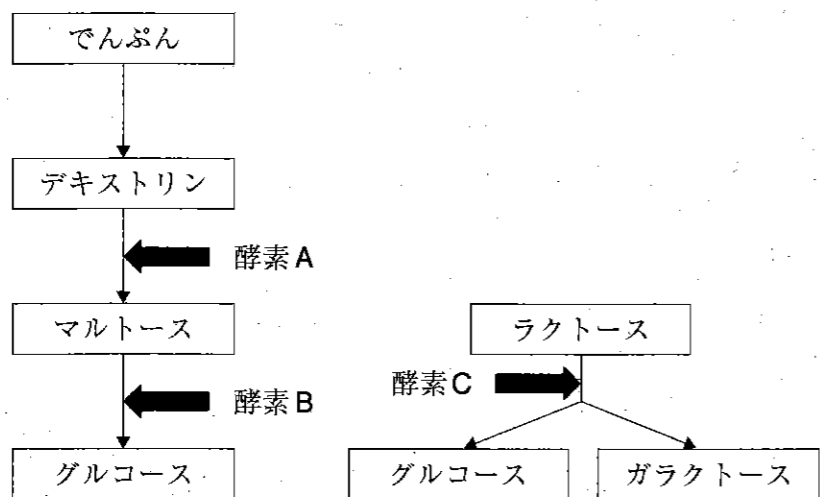 でんぷん
デキストリン
酵素A
マルトース
ラクトース
酵素B
酵素C
グルコース
グルコース
ガラクトース